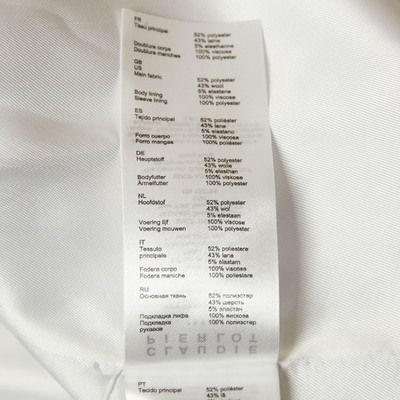 FR
Tissu principal 52% polyester
43% laine
5% elasthanne
Doublure corps 100% viscose
Doublure manches 100% polyester
GB
US
Main fabric 52% polyester
43% wool
5% elastane
Body lining 100% viscose
Sleeve lining 100% polyester
ES
Tejido principal 52% poliéster
43% lana
5% elastano
Forro cuerpo 100% viscosa
Forro mangas 100% poliéster
DE
Hauptstoff 52% polyester
43% wolle
5% elasthan
Bodyfutter 100% viskose
Ärmelfutter 100% polyester
NL
Hoofdstof 52% polyester
43% wol
5% elastaan
Voering lijf 100% viscose
Voering mouwen 100% polyester
IT
Tessuto 52% poliestere
principale 43% lana
5% elastam
Fodera corpo 100% viscosa
Fodera maniche 100% poliestere
RU
Основная ткань 52% полиэстер
43% шерсть
5% эластан
Подкладка лифа 100% вискоза
Подкладка 100% полиэстер
рукавов
CLAUDIE
PIERLOT
PT
Tecido principal 52% poliéster
43% lã